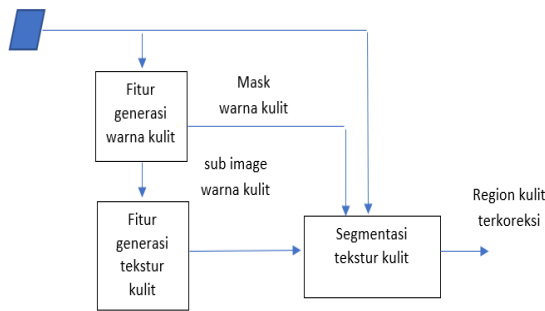 Fitur
generasi
warna kulit
Mask
warna kulit
sub image
warna kulit
Fitur
generasi
tekstur
kulit
Segmentasi
tekstur kulit
Region kulit
terkoreksi